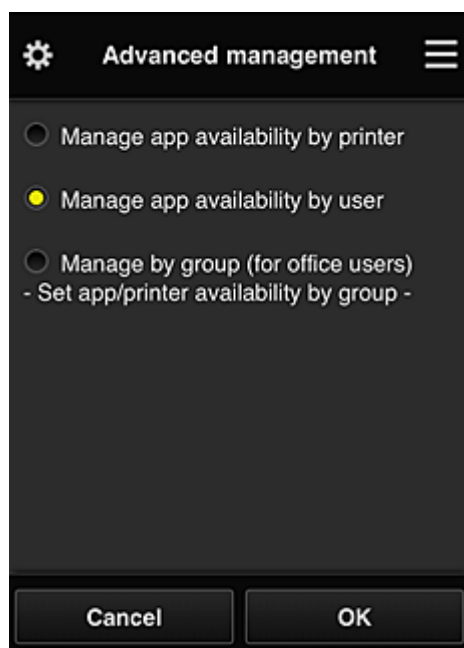 Advanced management
Manage app availability by printer
Manage app availability by user
Manage by group (for office users)
- Set app/printer availability by group -
Cancel
OK